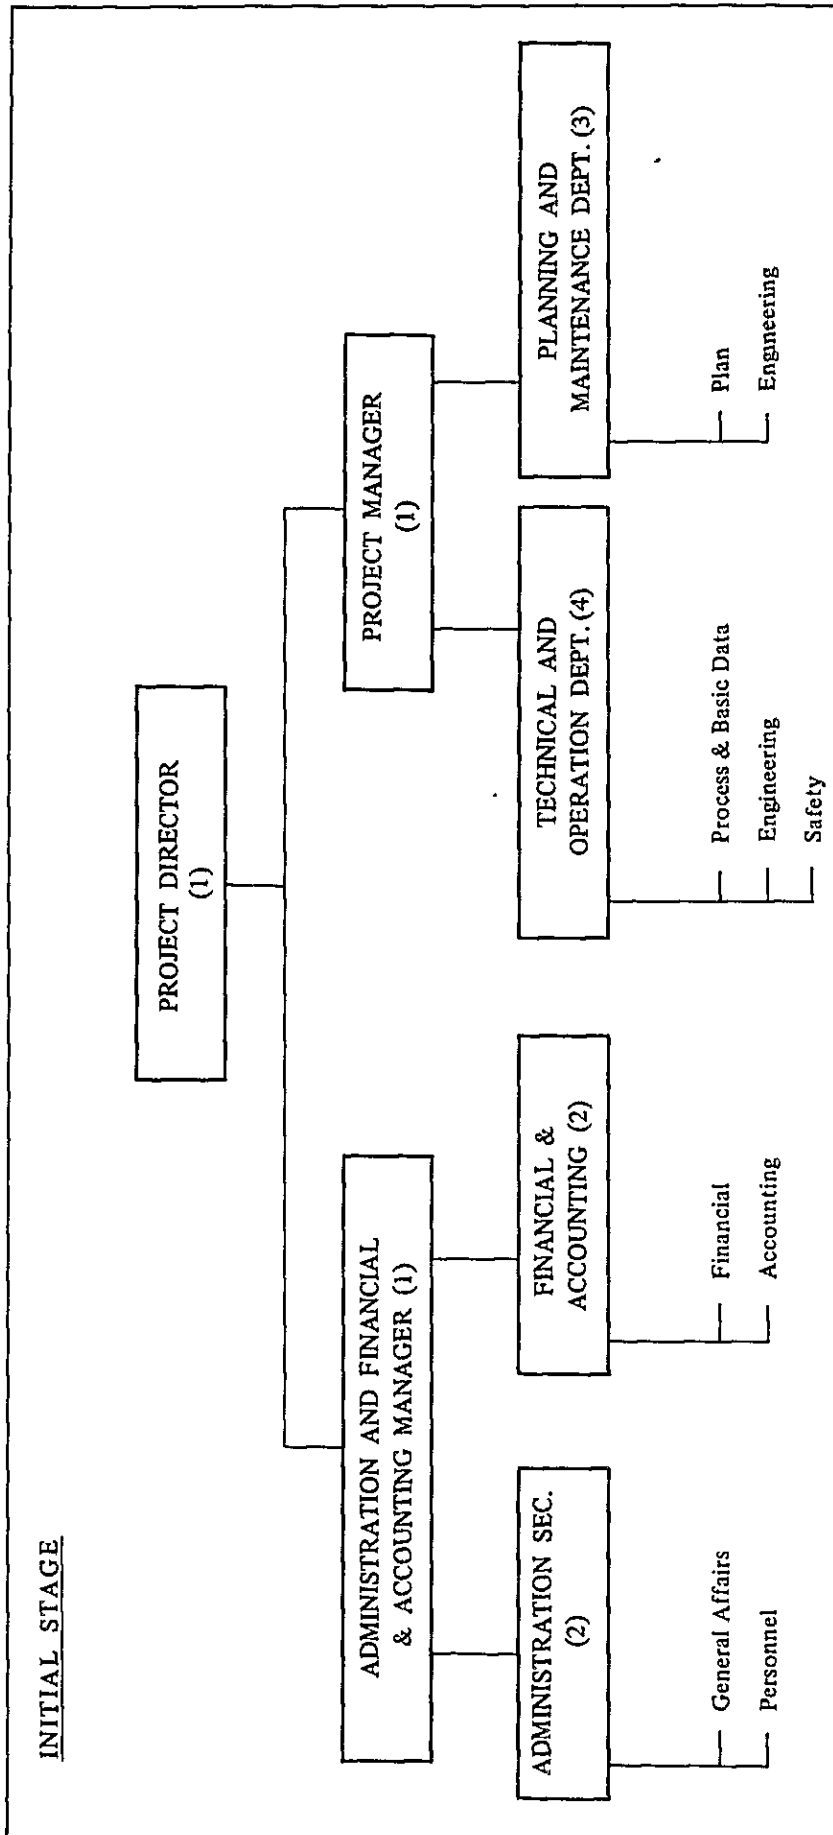 INITIAL STAGE
PROJECT DIRECTOR
(1)
ADMINISTRATION AND FINANCIAL
& ACCOUNTING MANAGER (1)
PROJECT MANAGER
(1)
ADMINISTRATION SEC.
(2)
FINANCIAL &
ACCOUNTING (2)
TECHNICAL AND
OPERATION DEPT. (4)
PLANNING AND
MAINTENANCE DEPT. (3)
General Affairs
Personnel
Financial
Accounting
Process & Basic Data
Engineering
Safety
Plan
Engineering